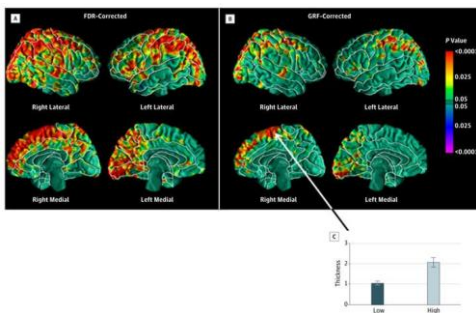 A
FDR-Corrected
Right Lateral
Left Lateral
Right Medial
Left Medial
B
GRF-Corrected
Right Lateral
Left Lateral
Right Medial
Left Medial
P Value
<0.0001
0.025
0.05
0.05
0.025
<0.0001
C
Thickness
3
2
1
0
Low
High